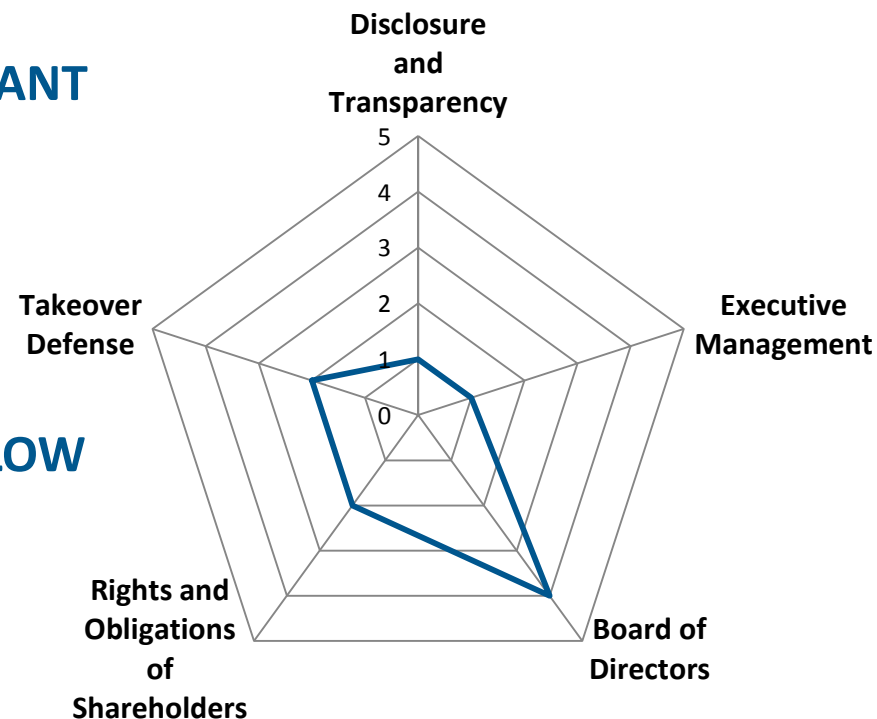 Disclosure
and
Transparency
ANT
5
4
3
2
1
0
Takeover
Defense
Executive
Management
LOW
Rights and
Obligations
of
Shareholders
Board of
Directors